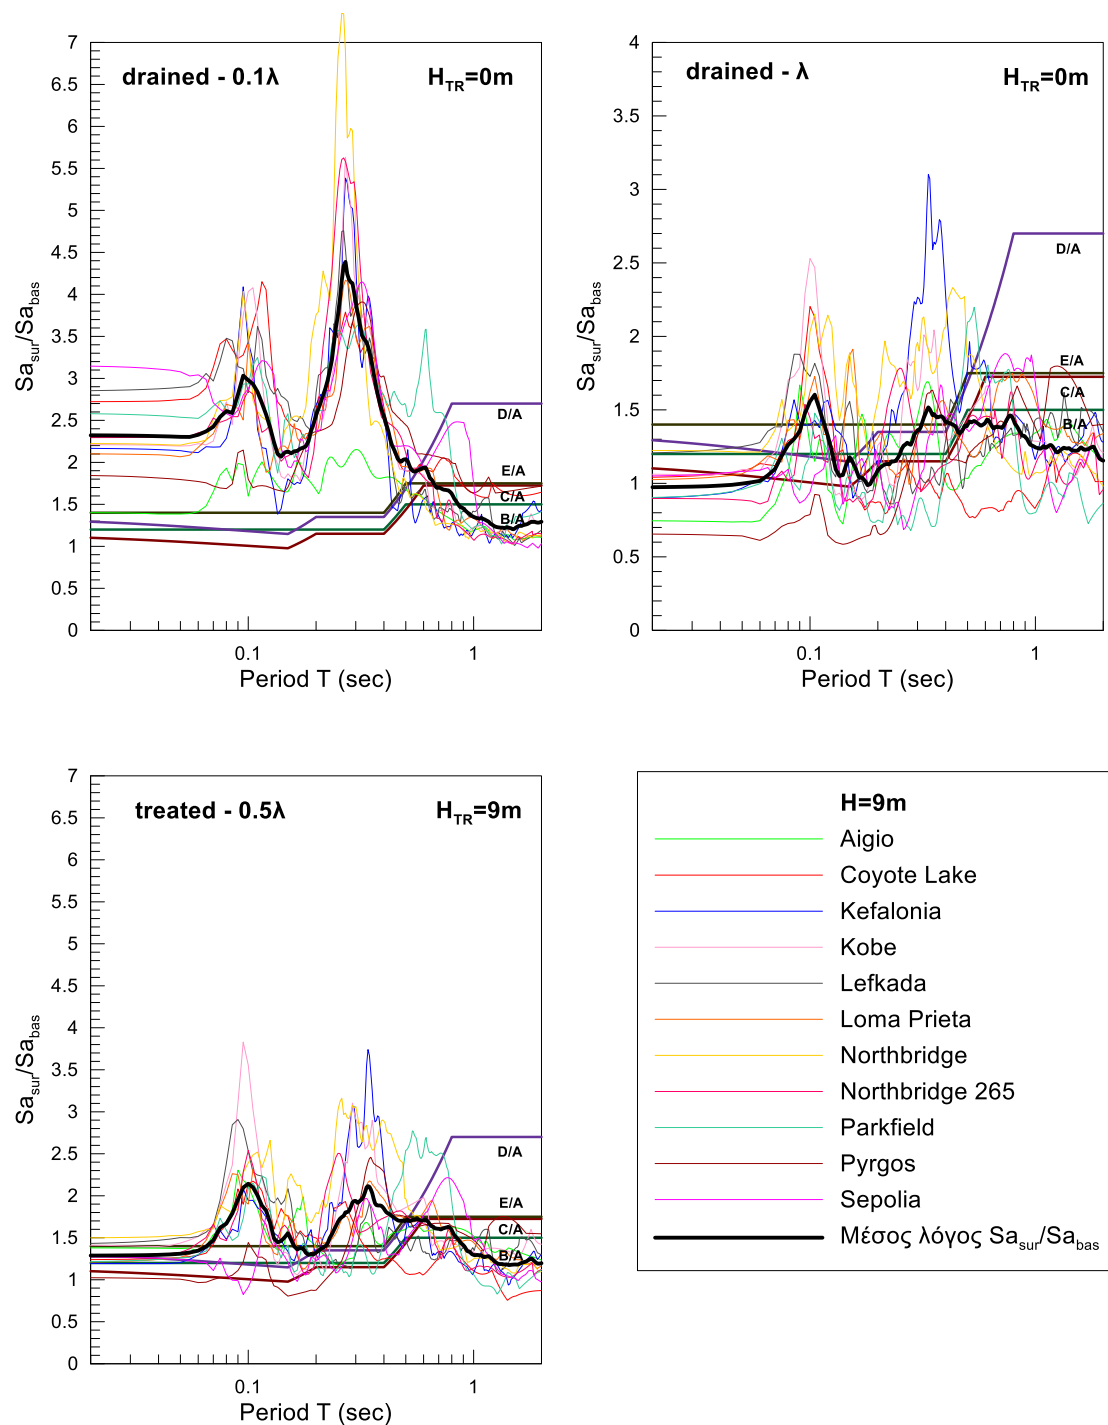 drained - 0.1λ
H_TR=0m
7
6.5
6
5.5
5
4.5
4
3.5
3
2.5
2
1.5
1
0.5
0
Sa_sur/Sa_bas
D/A
E/A
C/A
B/A
0.1
1
Period T (sec)
drained - λ
H_TR=0m
4
3.5
3
2.5
2
1.5
1
0.5
0
Sa_sur/Sa_bas
D/A
E/A
C/A
B/A
0.1
1
Period T (sec)
treated - 0.5λ
H_TR=9m
7
6.5
6
5.5
5
4.5
4
3.5
3
2.5
2
1.5
1
0.5
0
Sa_sur/Sa_bas
D/A
E/A
C/A
B/A
0.1
1
Period T (sec)
H=9m
Aigio
Coyote Lake
Kefalonia
Kobe
Lefkada
Loma Prieta
Northbridge
Northbridge 265
Parkfield
Pyrgos
Sepolia
Μέσος λόγος Sa_sur/Sa_bas